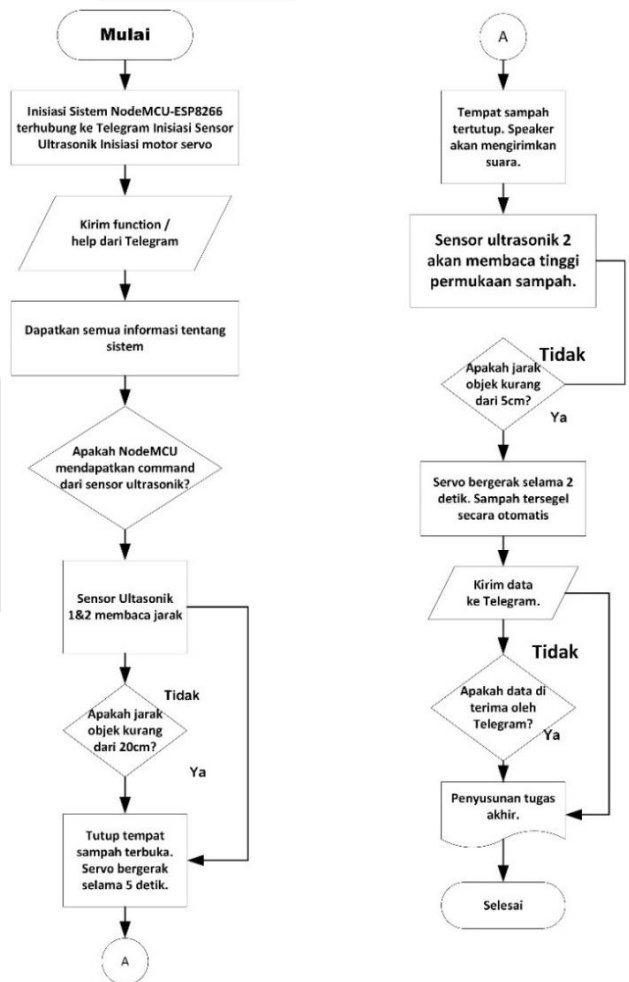 Mulai
Inisiasi Sistem NodeMCU-ESP8266
terhubung ke Telegram Inisiasi Sensor
Ultrasonik Inisiasi motor servo
Kirim function /
help dari Telegram
Dapatkan semua informasi tentang
sistem
Apakah NodeMCU
mendapatkan command
dari sensor ultrasonik?
Sensor Ultasonik
1&2 membaca jarak
Tidak
Apakah jarak
objek kurang
dari 20cm?
Ya
Tutup tempat
sampah terbuka.
Servo bergerak
selama 5 detik.
A
A
Tempat sampah
tertutup. Speaker
akan mengirimkan
suara.
Sensor ultrasonik 2
akan membaca tinggi
permukaan sampah.
Tidak
Apakah jarak
objek kurang
dari 5cm?
Ya
Servo bergerak selama 2
detik. Sampah tersegel
secara otomatis
Kirim data
ke Telegram.
Tidak
Apakah data di
terima oleh
Telegram?
Ya
Penyusunan tugas
akhir.
Selesai